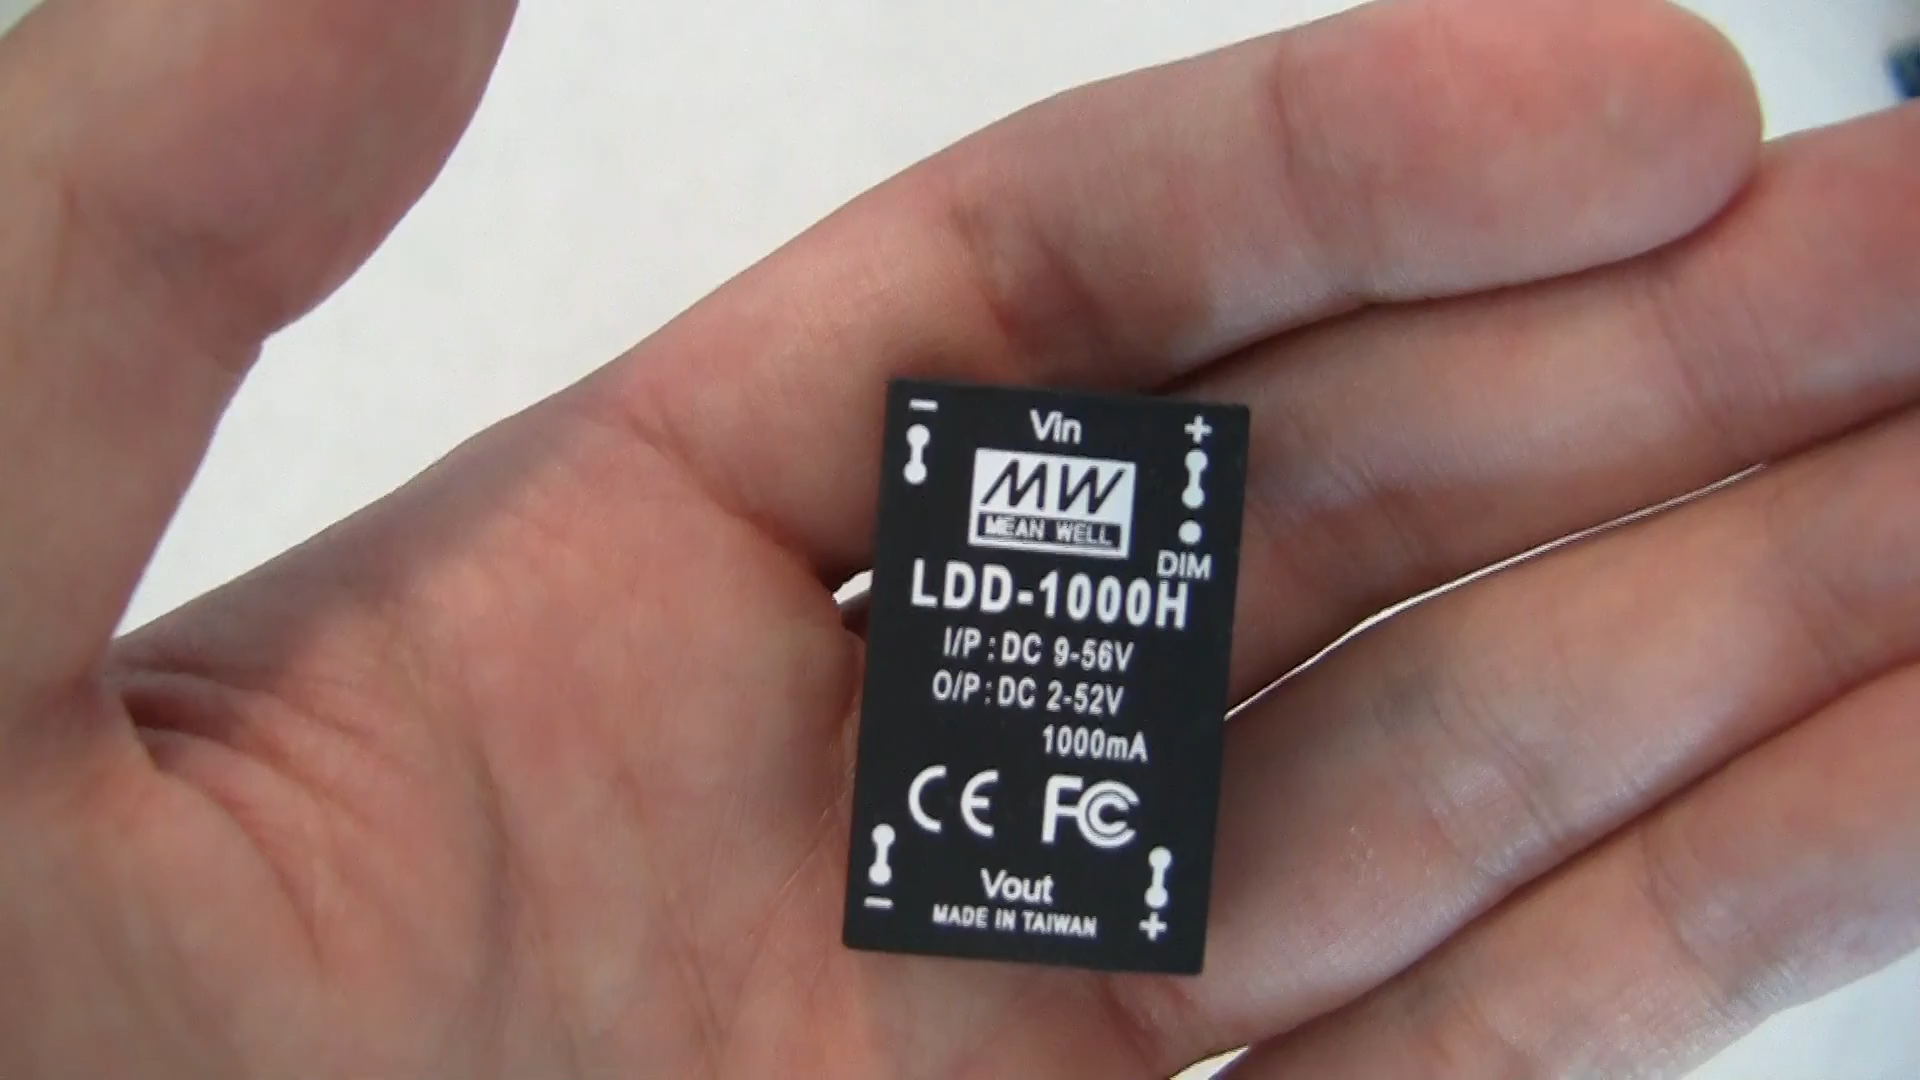 − Vin +
MW
MEAN WELL
DIM
LDD-1000H
I/P : DC 9-56V
O/P : DC 2-52V
1000mA
CE FC
Vout
− MADE IN TAIWAN +